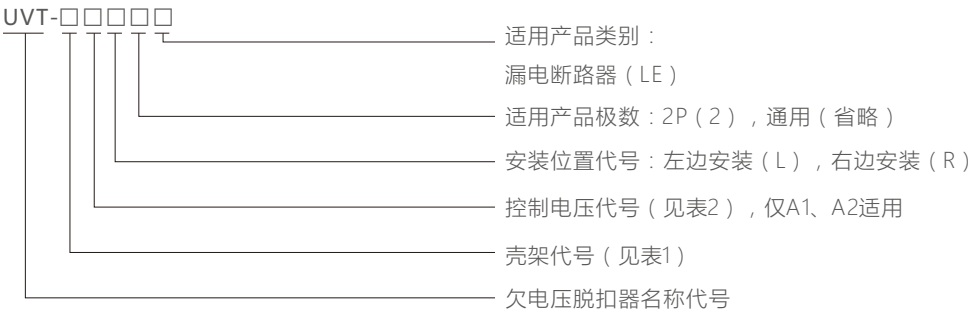 UVT-□□□□□
适用产品类别：
漏电断路器（LE）
适用产品极数：2P（2），通用（省略）
安装位置代号：左边安装（L），右边安装（R）
控制电压代号（见表2），仅A1、A2适用
壳架代号（见表1）
欠电压脱扣器名称代号